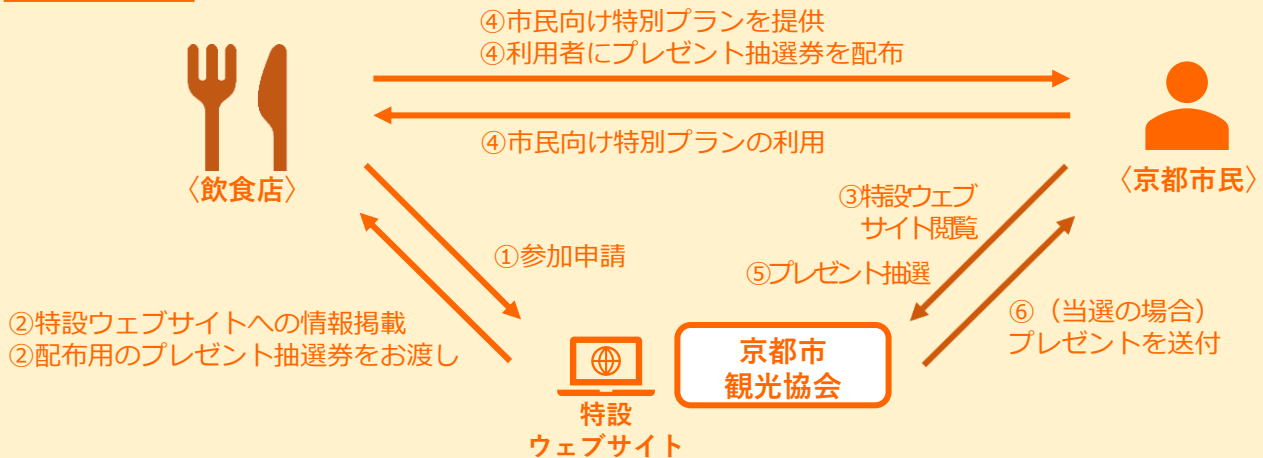 ④市民向け特別プランを提供
④利用者にプレゼント抽選券を配布
④市民向け特別プランの利用
〈飲食店〉
〈京都市民〉
③特設ウェブ
サイト閲覧
①参加申請
⑤プレゼント抽選
②特設ウェブサイトへの情報掲載
②配布用のプレゼント抽選券をお渡し
⑥（当選の場合）
プレゼントを送付
京都市
観光協会
特設
ウェブサイト